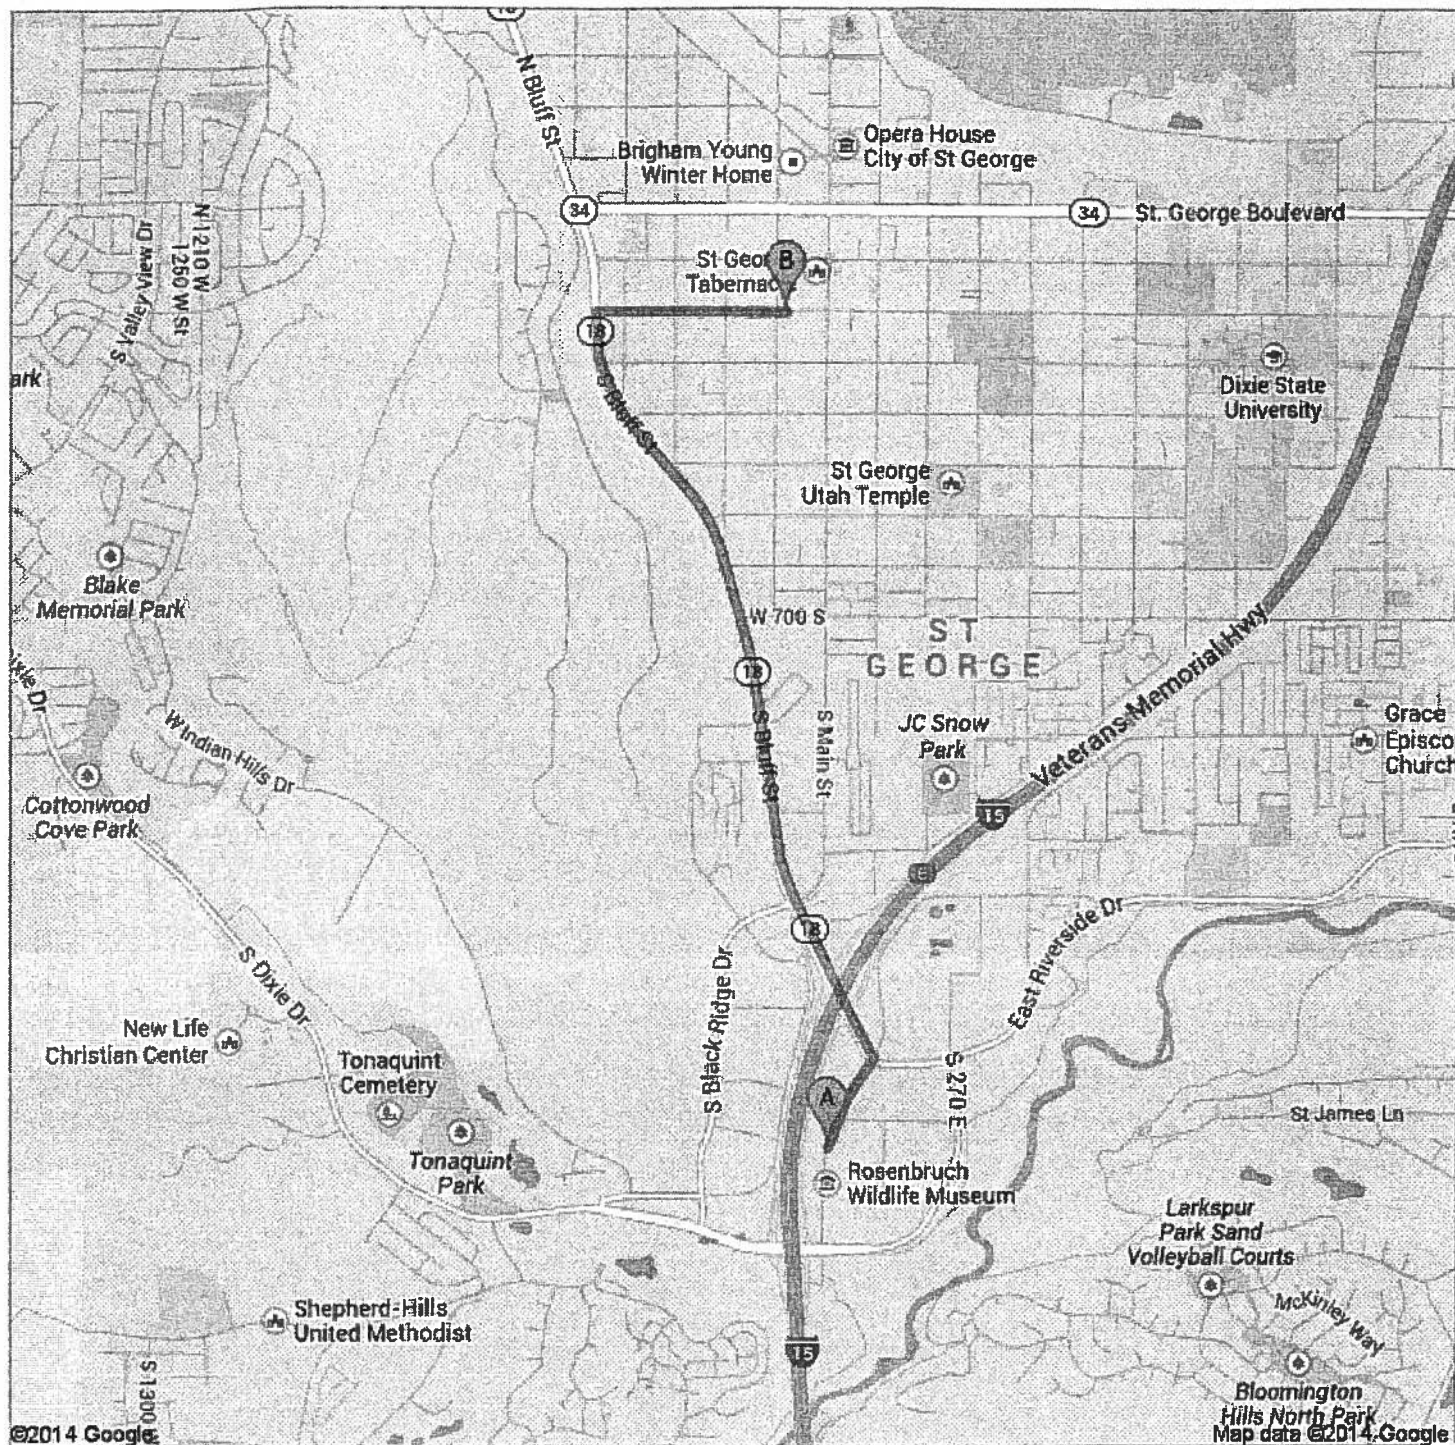 N Bluff St
Brigham Young
Winter Home
Opera House
City of St George
34
34
St. George Boulevard
N 1210 W
1250 W St
S Valley View Dr
B
Tabernac
18
S Bluff St
ark
Dixie State
University
St George
Utah Temple
Blake
Memorial Park
W 700 S
ST
GEORGE
18
S Bluff St
S Main St
JC Snow
Park
Veterans Memorial Hwy
15
Grace
Episco
Church
ixie Dr
W Indian Hills Dr
Cottonwood
Cove Park
18
S Black Ridge Dr
East Riverside Dr
S Dixie Dr
New Life
Christian Center
Tonaquint
Cemetery
Tonaquint
Park
A
S 270 E
St James Ln
Rosenbruch
Wildlife Museum
Larkspur
Park Sand
Volleyball Courts
McKinley Way
Shepherd-Hills
United Methodist
15
S 1300
Bloomington
Hills North Park
©2014 Google
Map data ©2014 Google